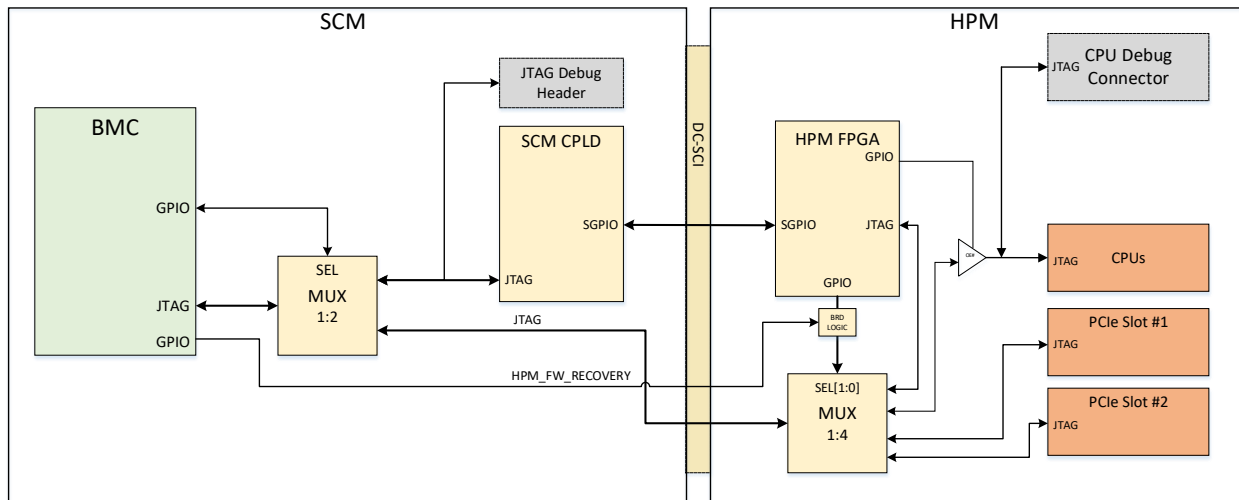 SCM
HPM
JTAG Debug
Header
JTAG
CPU Debug
Connector
BMC
SCM CPLD
DC-SCI
HPM FPGA
GPIO
GPIO
SGPIO
SGPIO
JTAG
SEL
MUX
1:2
JTAG
GPIO
JTAG
CPUs
OE#
JTAG
GPIO
JTAG
GPIO
BRD
LOGIC
PCIe Slot #1
JTAG
HPM_FW_RECOVERY
SEL[1:0]
MUX
1:4
PCIe Slot #2
JTAG